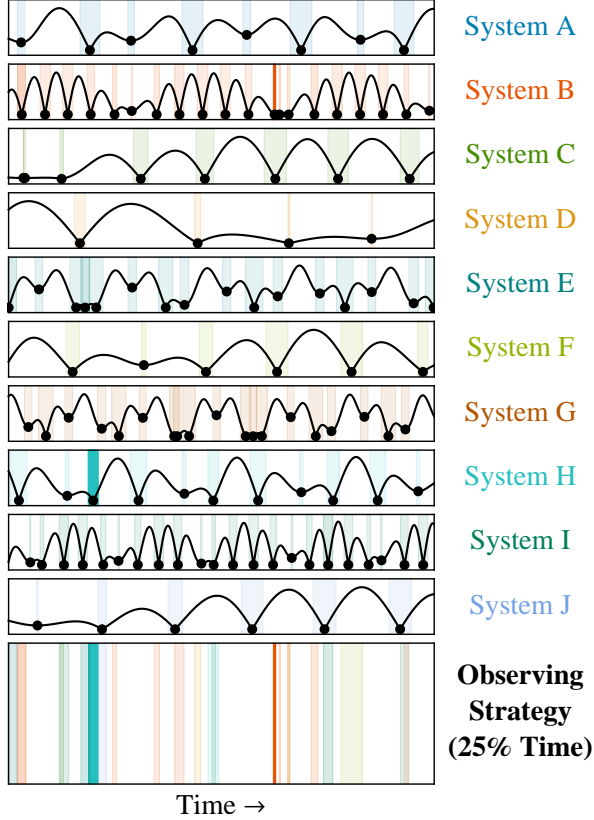 System A
System B
System C
System D
System E
System F
System G
System H
System I
System J
Observing
Strategy
(25% Time)
Time →